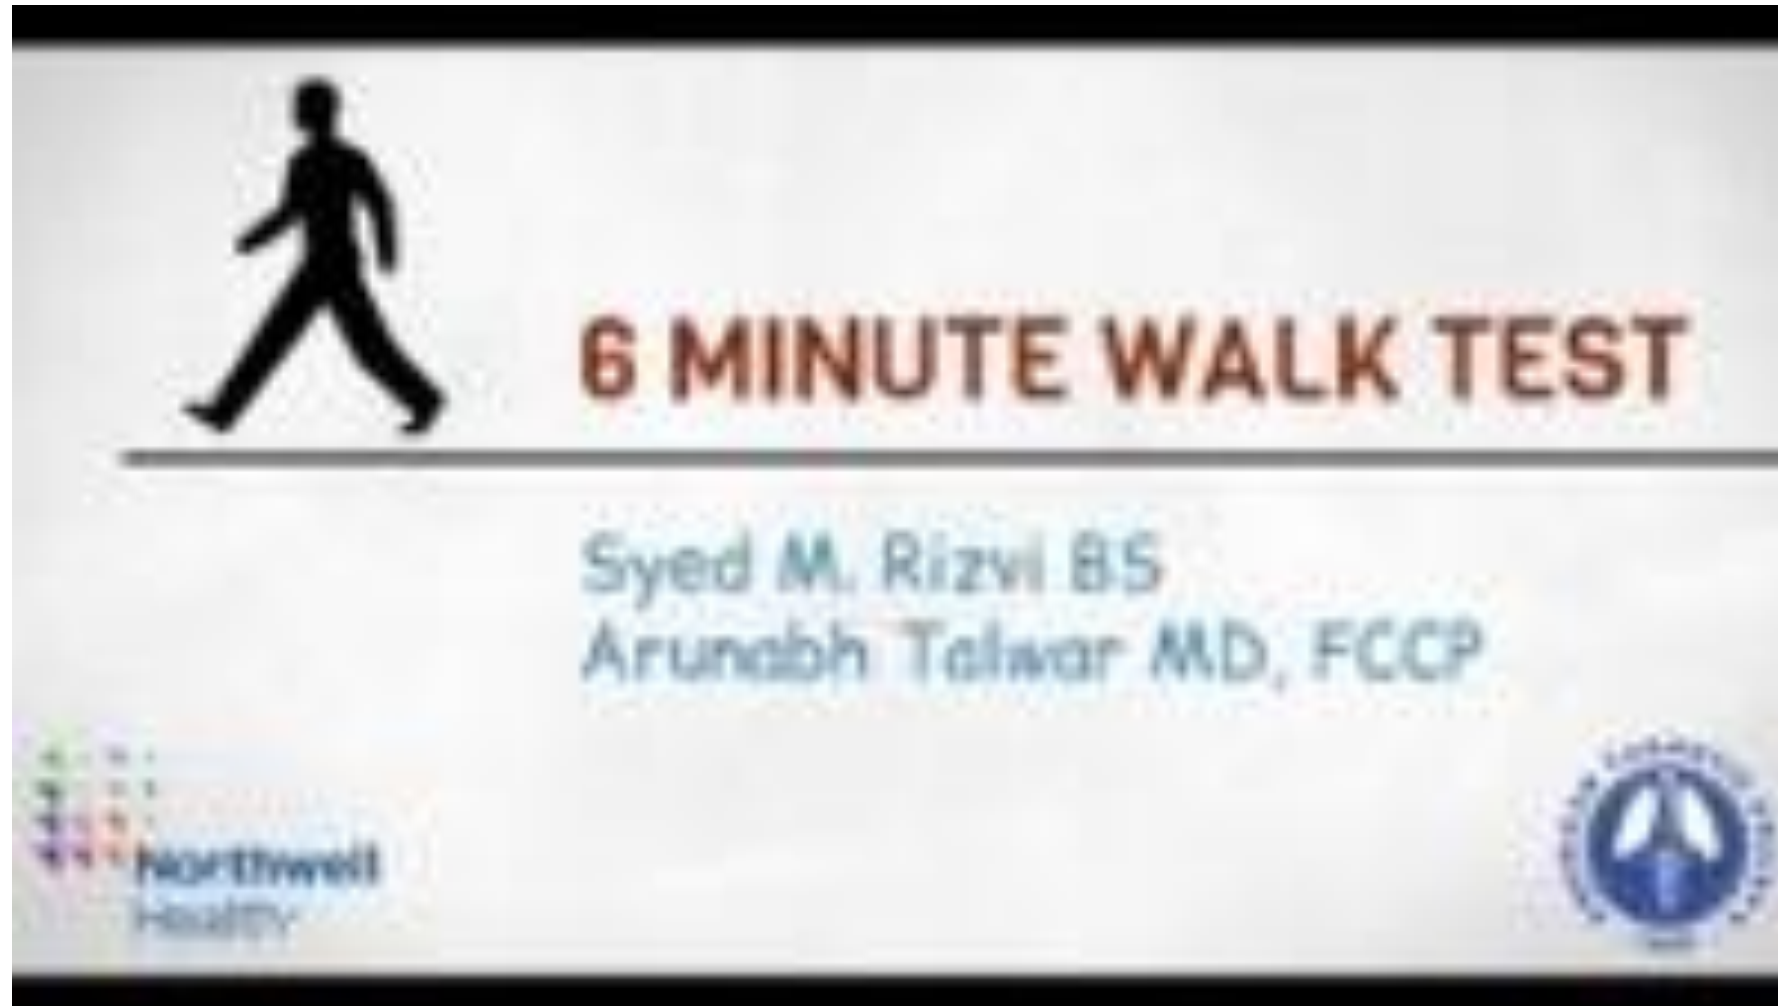 6 MINUTE WALK TEST
Syed M. Rizvi BS
Arunabh Talwar MD, FCCP
Northwell
Health